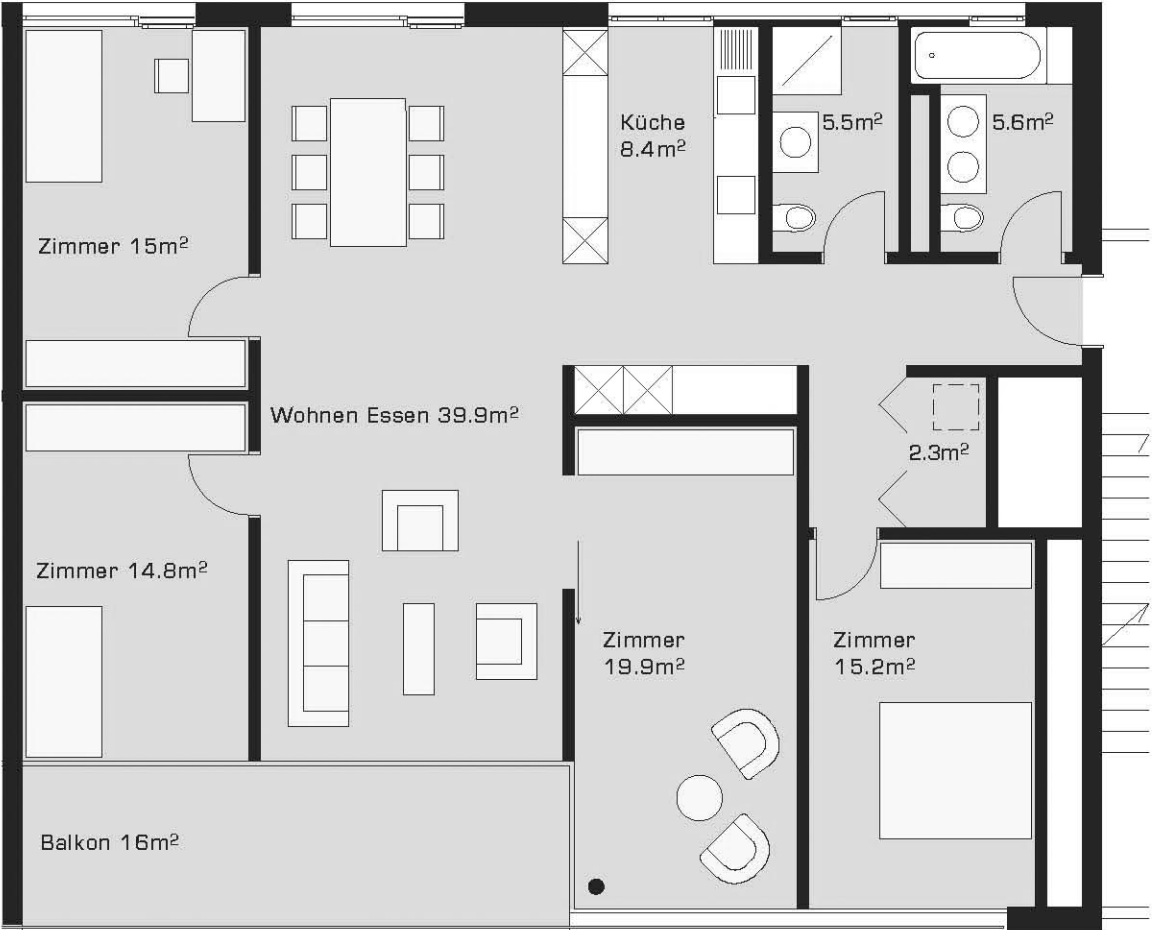 Küche
8.4m²
5.5m²
5.6m²
Zimmer 15m²
Wohnen Essen 39.9m²
2.3m²
Zimmer 14.8m²
Zimmer
19.9m²
Zimmer
15.2m²
Balkon 16m²